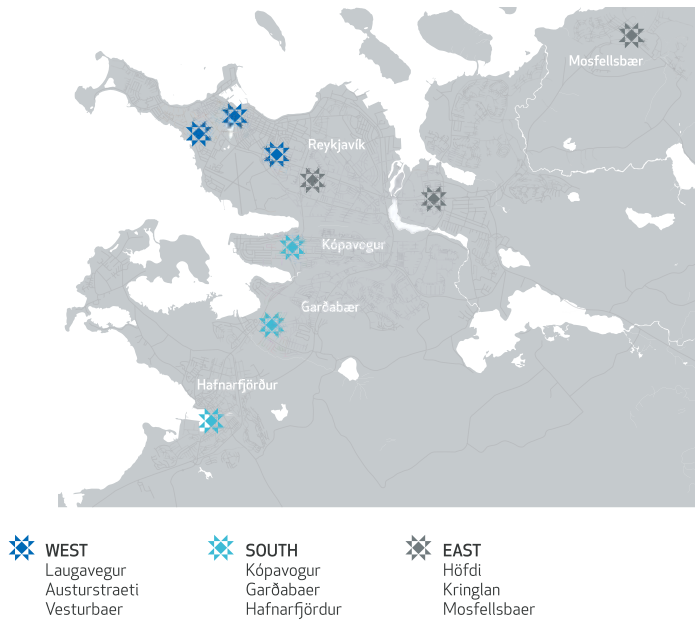 Mosfellsbær
Reykjavík
Kópavogur
Garðabær
Hafnarfjörður
WEST
Laugavegur
Austurstraeti
Vesturbaer
SOUTH
Kópavogur
Garðabaer
Hafnarfjördur
EAST
Höfdi
Kringlan
Mosfellsbaer